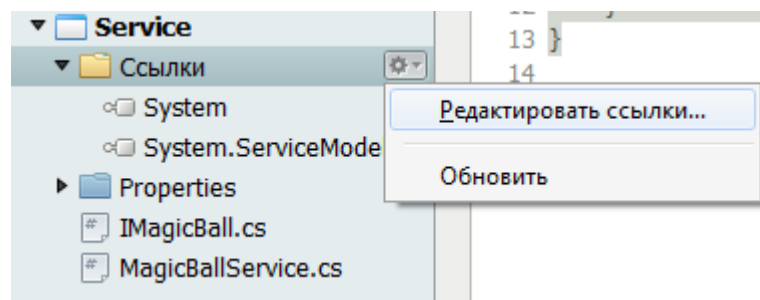 Service
13 }
Ссылки
14
System
Редактировать ссылки...
System.ServiceMode
Обновить
Properties
IMagicBall.cs
MagicBallService.cs